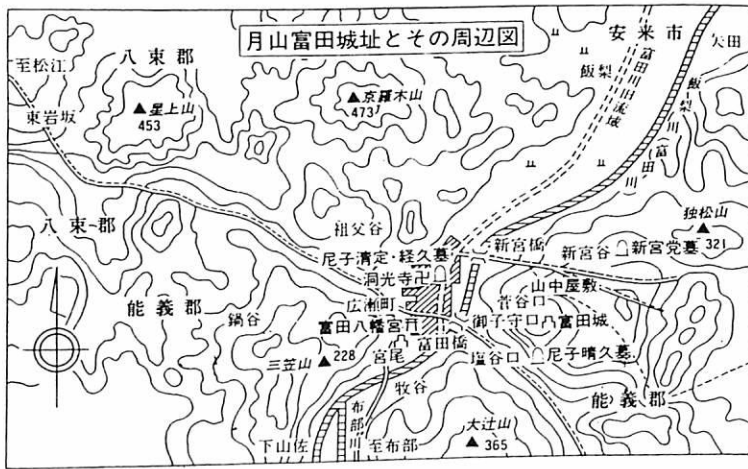 月山富田城址とその周辺図
安来市
矢田
八束郡
至松江
飯梨
富田川旧流域
飯梨川
富田川
▲星上山
453
▲京羅木山
473
東岩坂
独松山
▲
321
祖父谷
八束郡
新宮橋
新宮谷
新宮党墓
尼子清定・経久墓
洞光寺卍
山中屋敷
能義郡
広瀬町
菅谷口
鍋谷
富田八幡宮
御子守口
富田城
富田橋
三笠山▲228
宮尾
塩谷口
尼子晴久墓
牧谷
能義郡
布部川
大辻山
▲365
下山佐
至布部